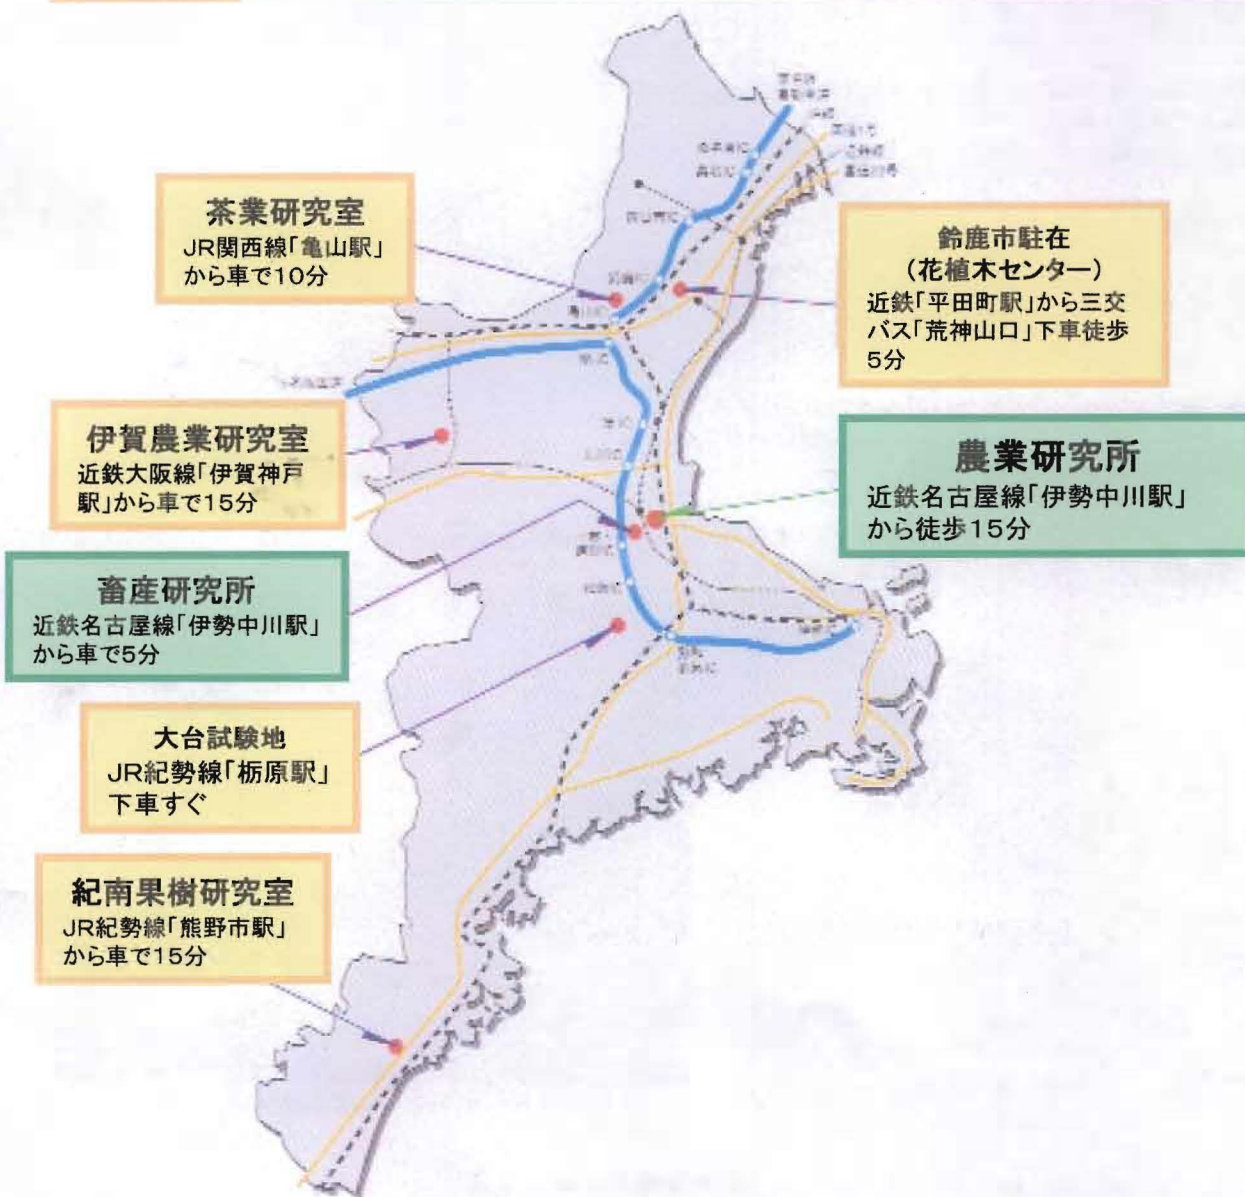 茶業研究室
JR関西線「亀山駅」
から車で10分
鈴鹿市駐在
(花植木センター)
近鉄「平田町駅」から三交
バス「荒神山口」下車徒歩
5分
伊賀農業研究室
近鉄大阪線「伊賀神戸
駅」から車で15分
農業研究所
近鉄名古屋線「伊勢中川駅」
から徒歩15分
畜産研究所
近鉄名古屋線「伊勢中川駅」
から車で5分
大台試験地
JR紀勢線「栃原駅」
下車すぐ
紀南果樹研究室
JR紀勢線「熊野市駅」
から車で15分